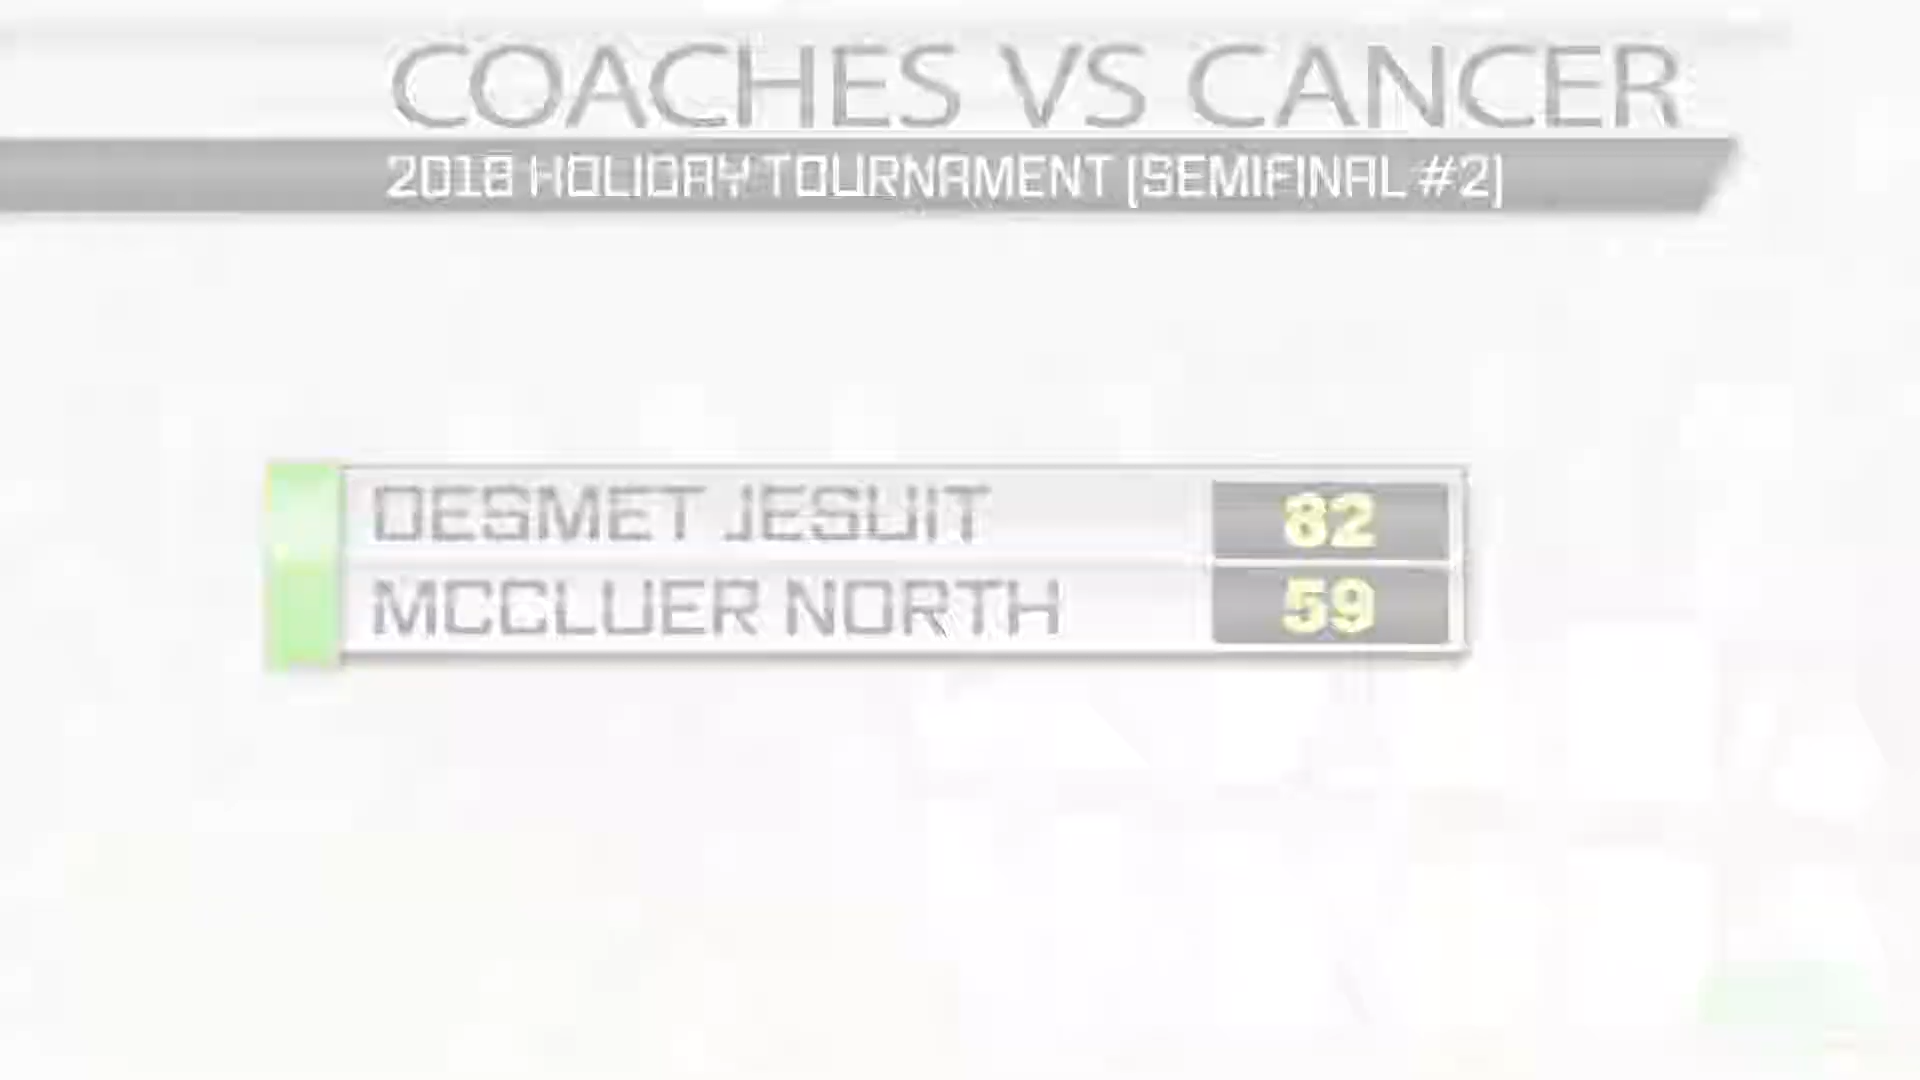 COACHES VS CANCER
2018 HOLIDAY TOURNAMENT (SEMIFINAL #2)
DESMET JESUIT 82
MCCLUER NORTH 59